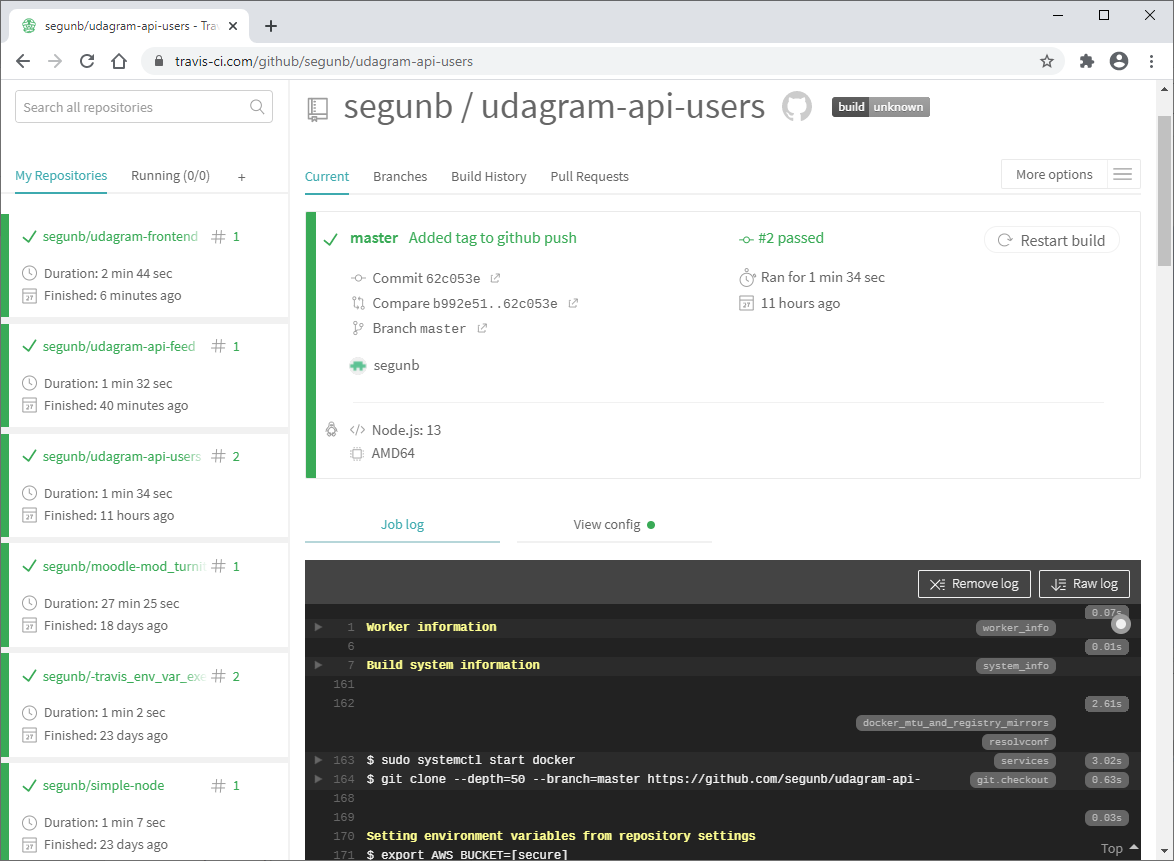 segunb/udagram-api-users - Trav
travis-ci.com/github/segunb/udagram-api-users
Search all repositories
My Repositories Running (0/0) +
segunb/udagram-frontend # 1
Duration: 2 min 44 sec
Finished: 6 minutes ago
segunb/udagram-api-feed # 1
Duration: 1 min 32 sec
Finished: 40 minutes ago
segunb/udagram-api-users # 2
Duration: 1 min 34 sec
Finished: 11 hours ago
segunb/moodle-mod_turnit # 1
Duration: 27 min 25 sec
Finished: 18 days ago
segunb/-travis_env_var_exe # 2
Duration: 1 min 2 sec
Finished: 23 days ago
segunb/simple-node # 1
Duration: 1 min 7 sec
Finished: 23 days ago
segunb / udagram-api-users build unknown
Current Branches Build History Pull Requests More options
master Added tag to github push
Commit 62c053e
Compare b992e51..62c053e
Branch master
segunb
#2 passed
Ran for 1 min 34 sec
11 hours ago
Restart build
Node.js: 13
AMD64
Job log View config
Remove log Raw log
0.07s
1 Worker information worker_info
6 0.01s
7 Build system information system_info
161
162 2.61s
docker_mtu_and_registry_mirrors
resolvconf
163 $ sudo systemctl start docker services 3.02s
164 $ git clone --depth=50 --branch=master https://github.com/segunb/udagram-api- git.checkout 0.63s
168
169 0.03s
170 Setting environment variables from repository settings
171 $ export AWS_BUCKET=[secure]
Top